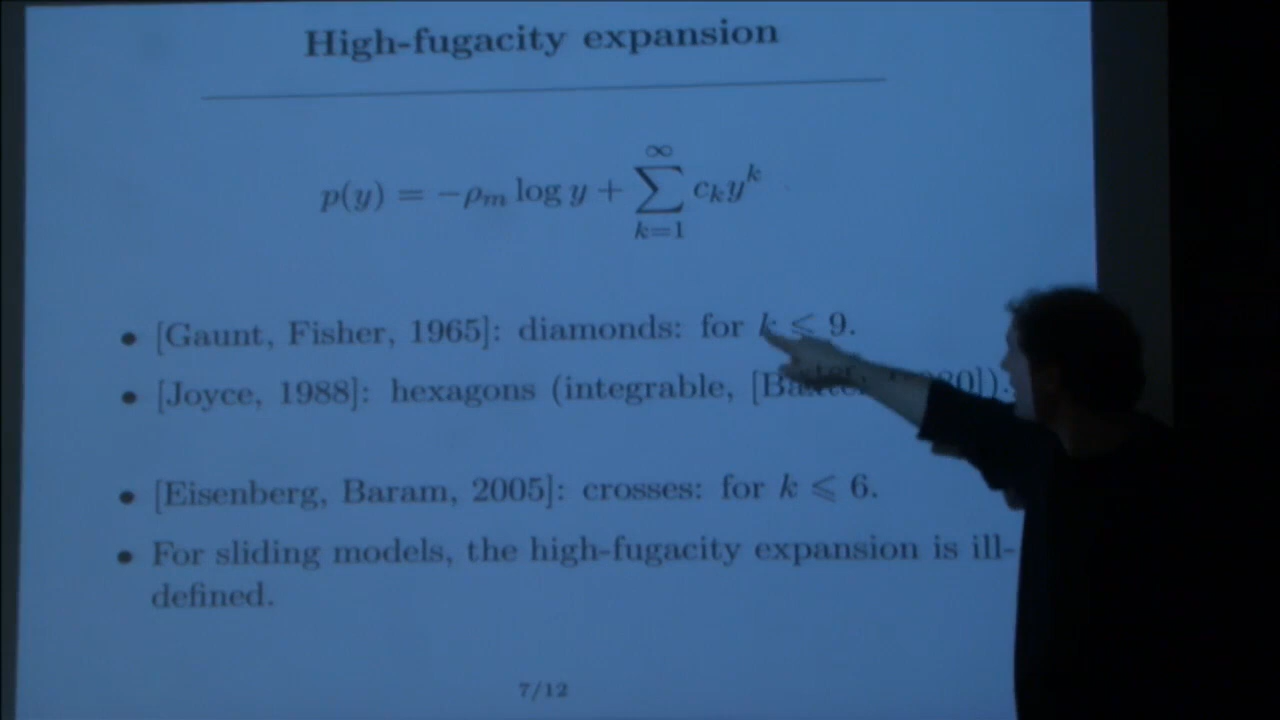 High-fugacity expansion
p(y) = −ρ_m log y + ∑_{k=1}^{∞} c_k y^k
• [Gaunt, Fisher, 1965]: diamonds: for k ⩽ 9.
• [Joyce, 1988]: hexagons (integrable, 
• [Eisenberg, Baram, 2005]: crosses: for k ⩽ 6.
• For sliding models, the high-fugacity expansion is ill-
defined.
7/12